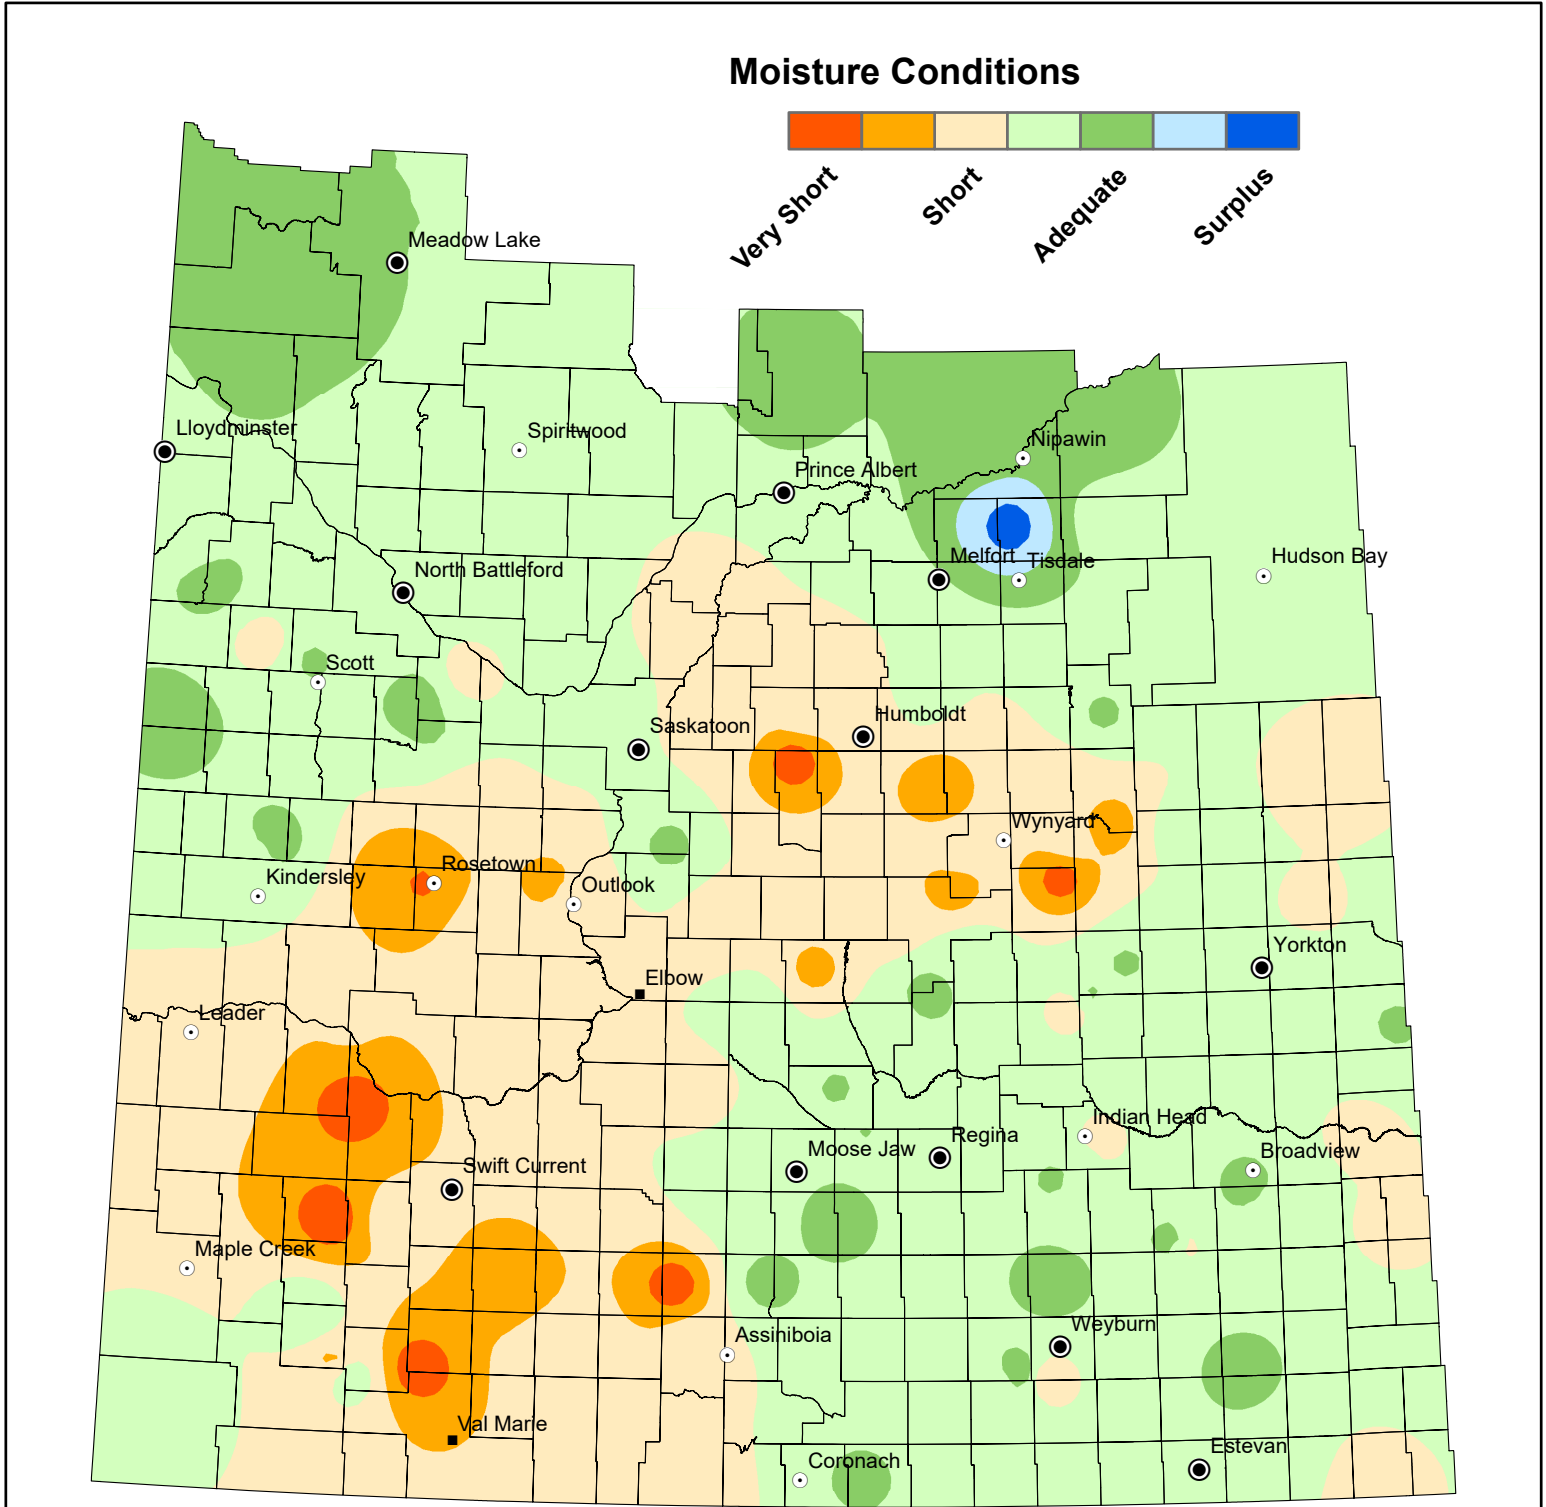 Moisture Conditions
Very Short
Short
Adequate
Surplus
Meadow Lake
Lloydminster
Spiritwood
Nipawin
Prince Albert
Melfort
Tisdale
Hudson Bay
North Battleford
Scott
Saskatoon
Humboldt
Wynyard
Rosetown
Kindersley
Outlook
Yorkton
Elbow
Leader
Indian Head
Regina
Moose Jaw
Broadview
Swift Current
Maple Creek
Weyburn
Assiniboia
Val Marie
Estevan
Coronach